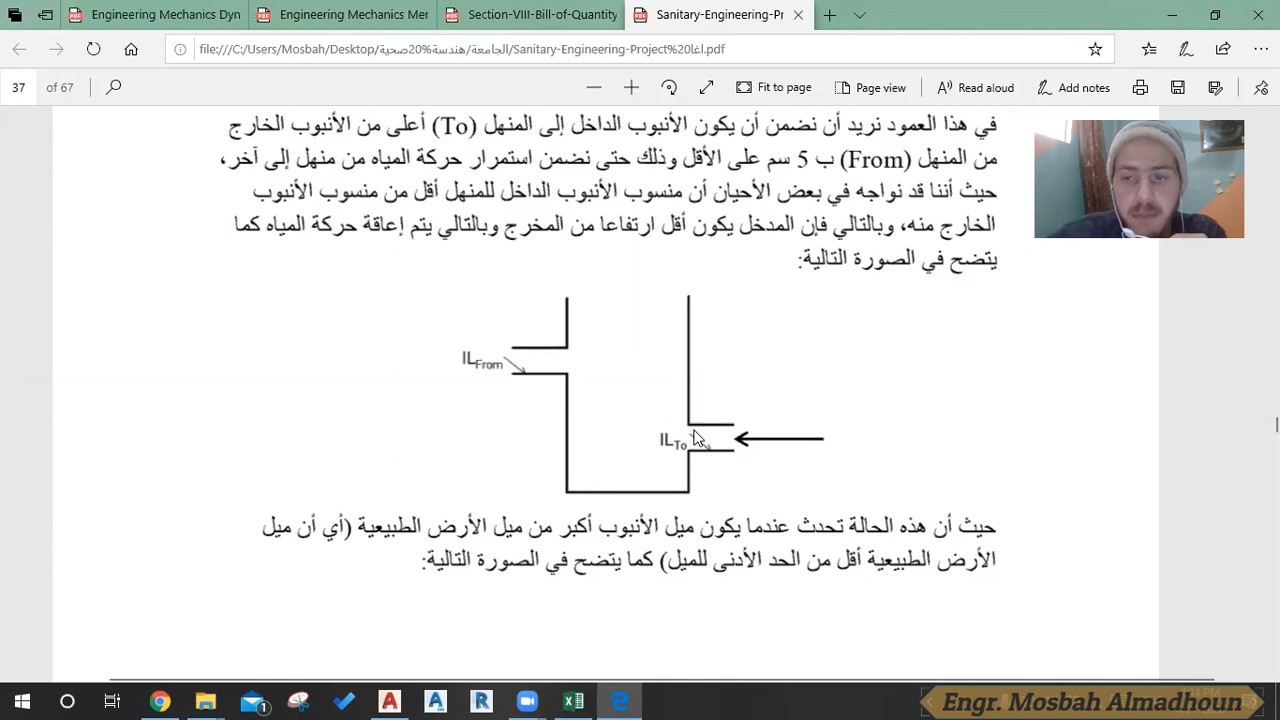 Engineering Mechanics Dyn
Engineering Mechanics Mer
Section-VIII-Bill-of-Quantity
Sanitary-Engineering-Pr
file:///C:/Users/Mosbah/Desktop/الجامعة/هندسة%20صحية/Sanitary-Engineering-Project%20اغا.pdf
37 of 67
Fit to page
Page view
Read aloud
Add notes
في هذا العمود نريد أن نضمن أن يكون الأنبوب الداخل إلى المنهل (To) أعلى من الأنبوب الخارج
من المنهل (From) ب 5 سم على الأقل وذلك حتى نضمن استمرار حركة المياه من منهل إلى آخر،
حيث أننا قد نواجه في بعض الأحيان أن منسوب الأنبوب الداخل للمنهل أقل من منسوب الأنبوب
الخارج منه، وبالتالي فإن المدخل يكون أقل ارتفاعا من المخرج وبالتالي يتم إعاقة حركة المياه كما
يتضح في الصورة التالية:
ILFrom
ILTo
حيث أن هذه الحالة تحدث عندما يكون ميل الأنبوب أكبر من ميل الأرض الطبيعية (أي أن ميل
الأرض الطبيعية أقل من الحد الأدنى للميل) كما يتضح في الصورة التالية:
Engr. Mosbah Almadhoun